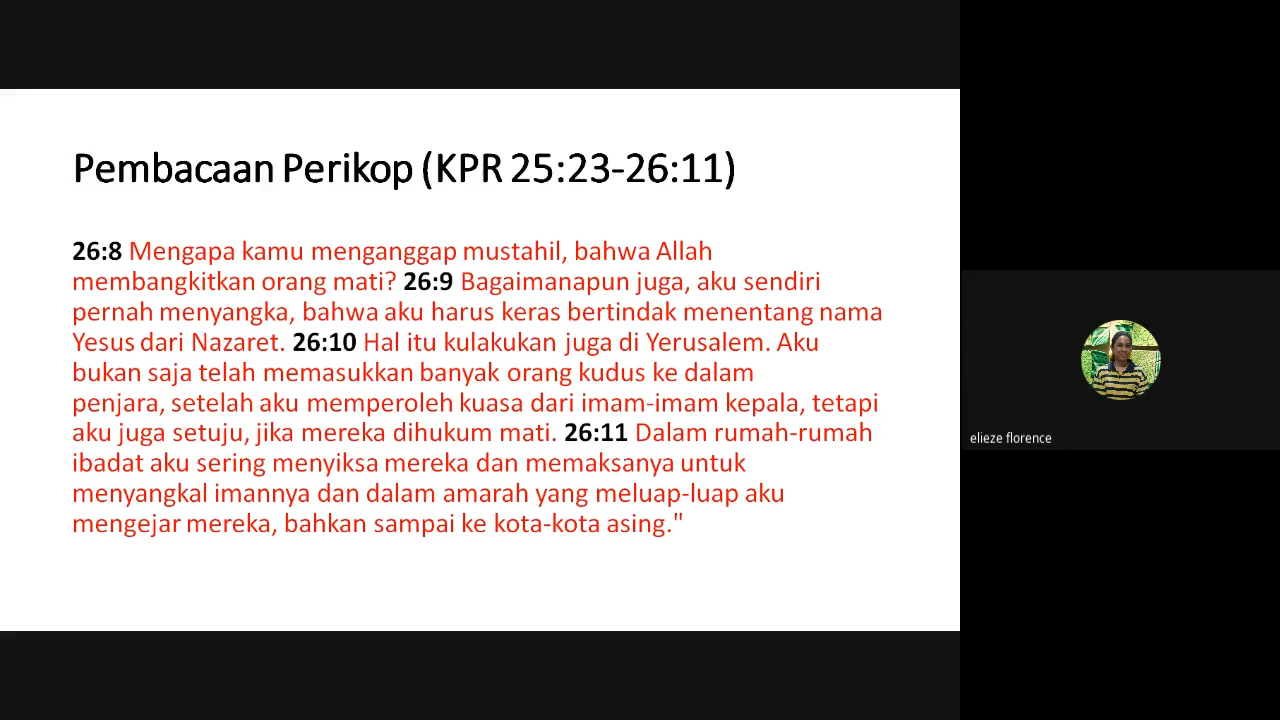 Pembacaan Perikop (KPR 25:23-26:11)
26:8 Mengapa kamu menganggap mustahil, bahwa Allah
membangkitkan orang mati? 26:9 Bagaimanapun juga, aku sendiri
pernah menyangka, bahwa aku harus keras bertindak menentang nama
Yesus dari Nazaret. 26:10 Hal itu kulakukan juga di Yerusalem. Aku
bukan saja telah memasukkan banyak orang kudus ke dalam
penjara, setelah aku memperoleh kuasa dari imam-imam kepala, tetapi
aku juga setuju, jika mereka dihukum mati. 26:11 Dalam rumah-rumah
ibadat aku sering menyiksa mereka dan memaksanya untuk
menyangkal imannya dan dalam amarah yang meluap-luap aku
mengejar mereka, bahkan sampai ke kota-kota asing."
elieze florence